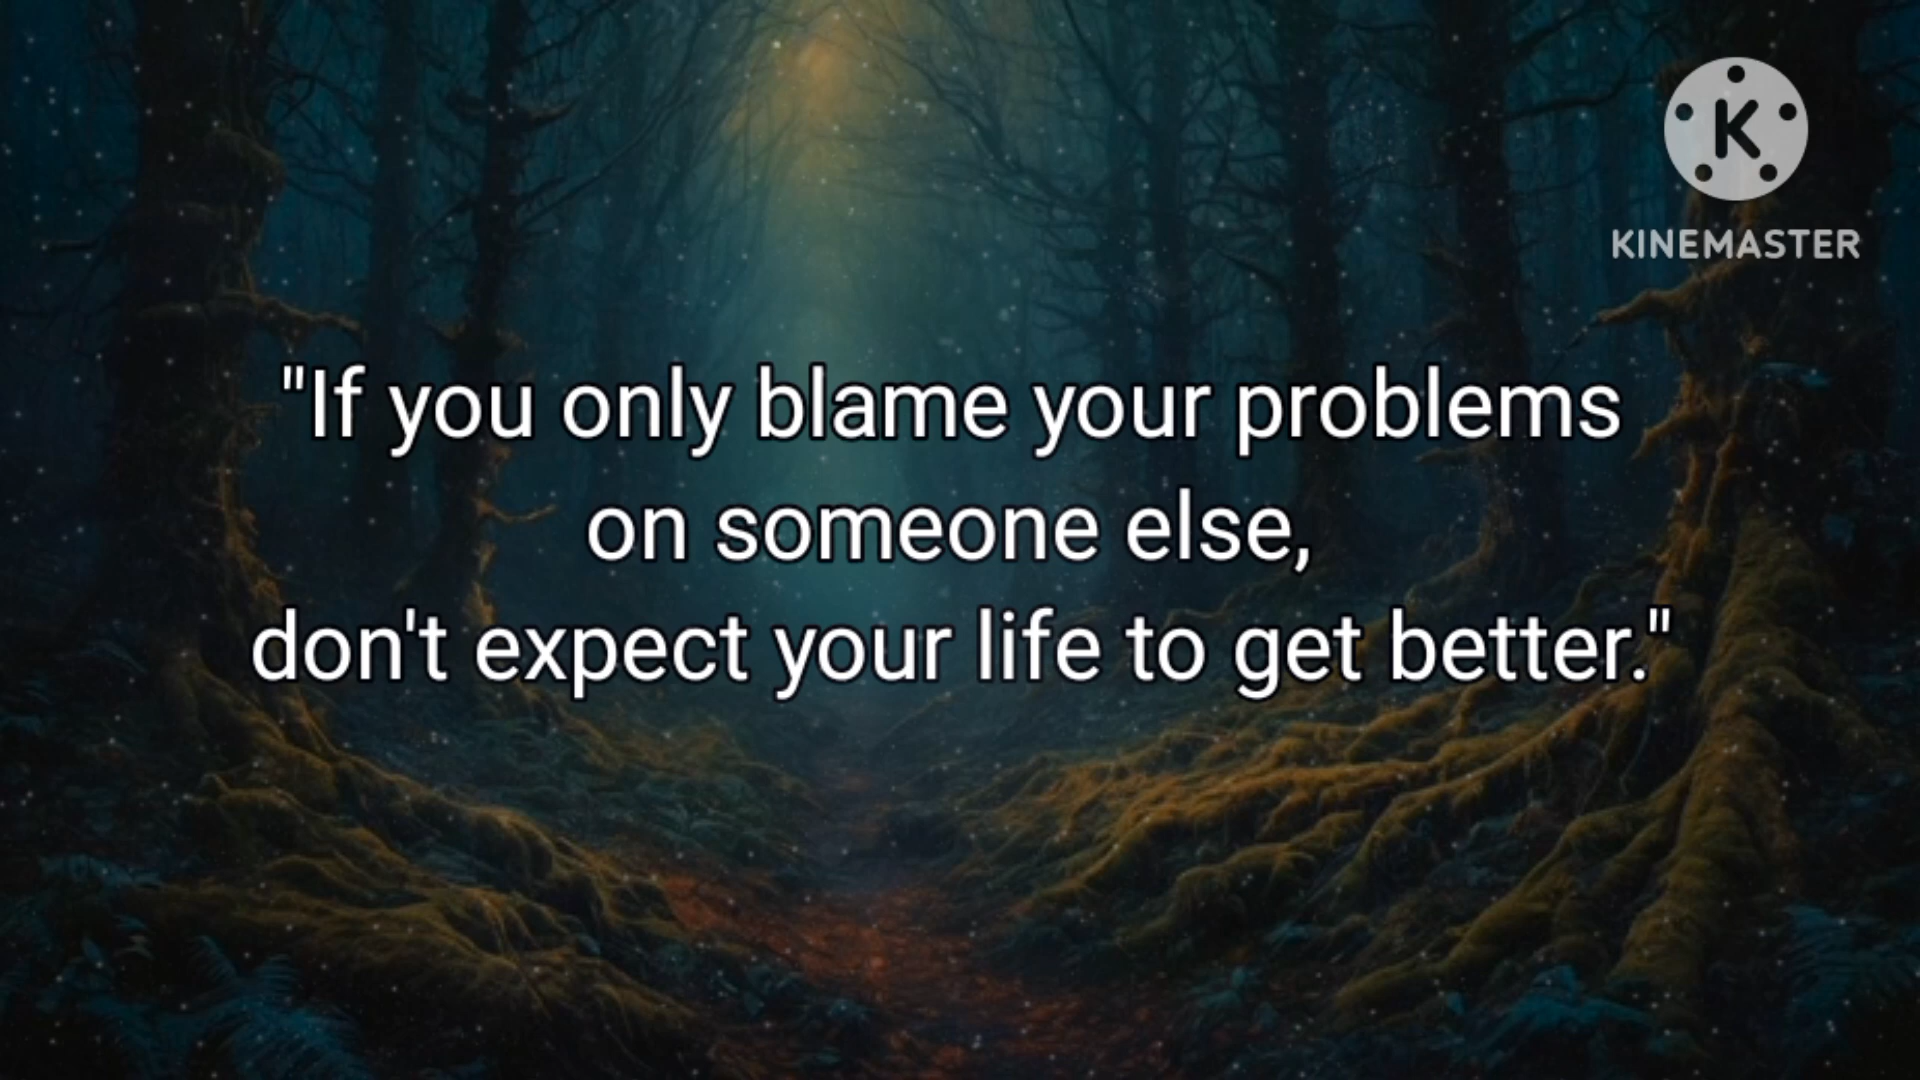 K
KINEMASTER
"If you only blame your problems
on someone else,
don't expect your life to get better."